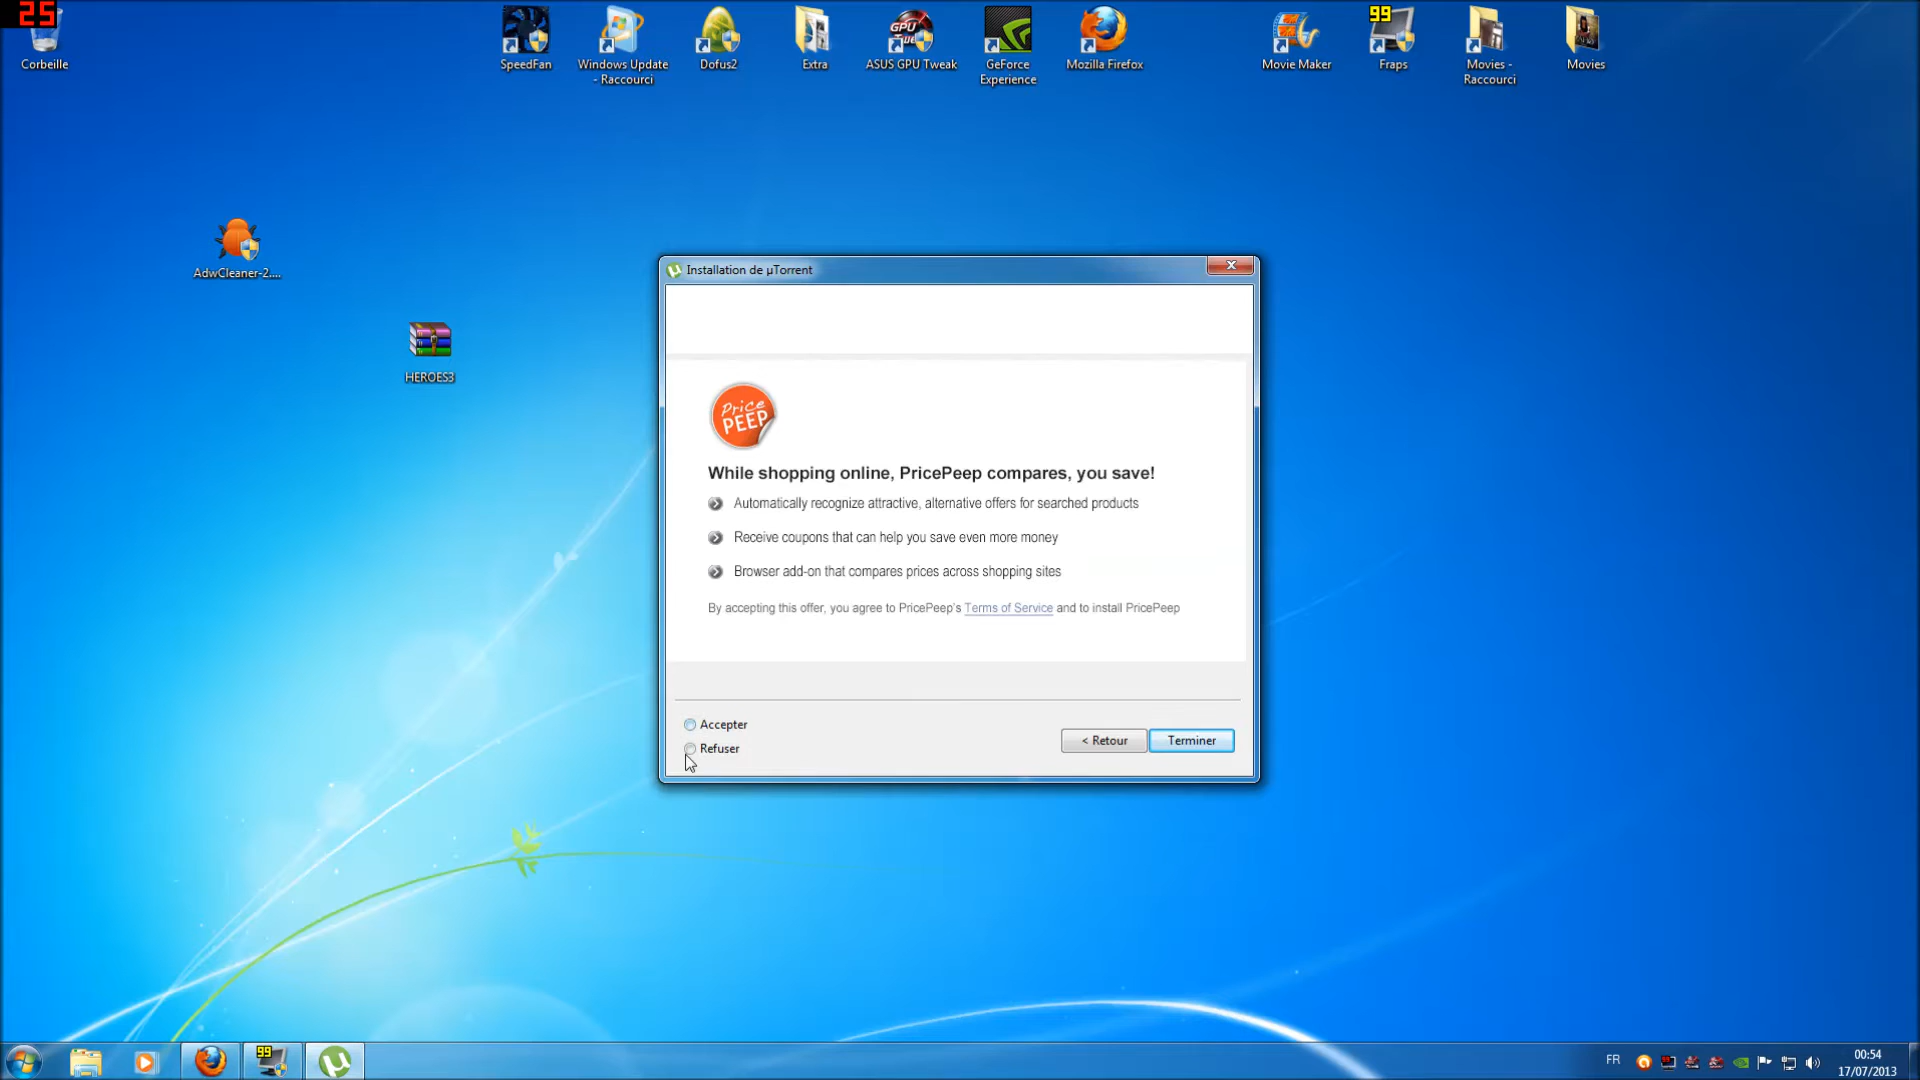 25
Corbeille
SpeedFan
Windows Update
- Raccourci
Dofus2
Extra
GPU
ASUS GPU Tweak
GeForce
Experience
Mozilla Firefox
Movie Maker
99
Fraps
Movies -
Raccourci
Movies
AdwCleaner-2....
HEROES3
Installation de µTorrent
Price
PEEP
While shopping online, PricePeep compares, you save!
Automatically recognize attractive, alternative offers for searched products
Receive coupons that can help you save even more money
Browser add-on that compares prices across shopping sites
By accepting this offer, you agree to PricePeep's Terms of Service and to install PricePeep
Accepter
Refuser
< Retour
Terminer
99
FR
00:54
17/07/2013